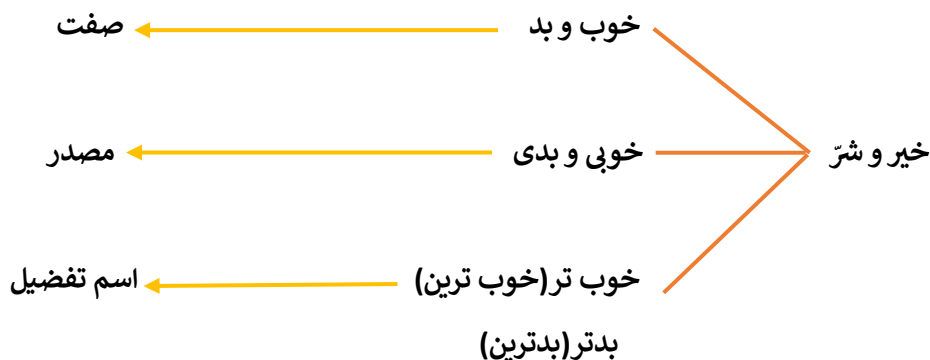 خوب و بد صفت
خیر و شرّ خوبی و بدی مصدر
خوب تر(خوب ترین) اسم تفضیل
بدتر(بدترین)